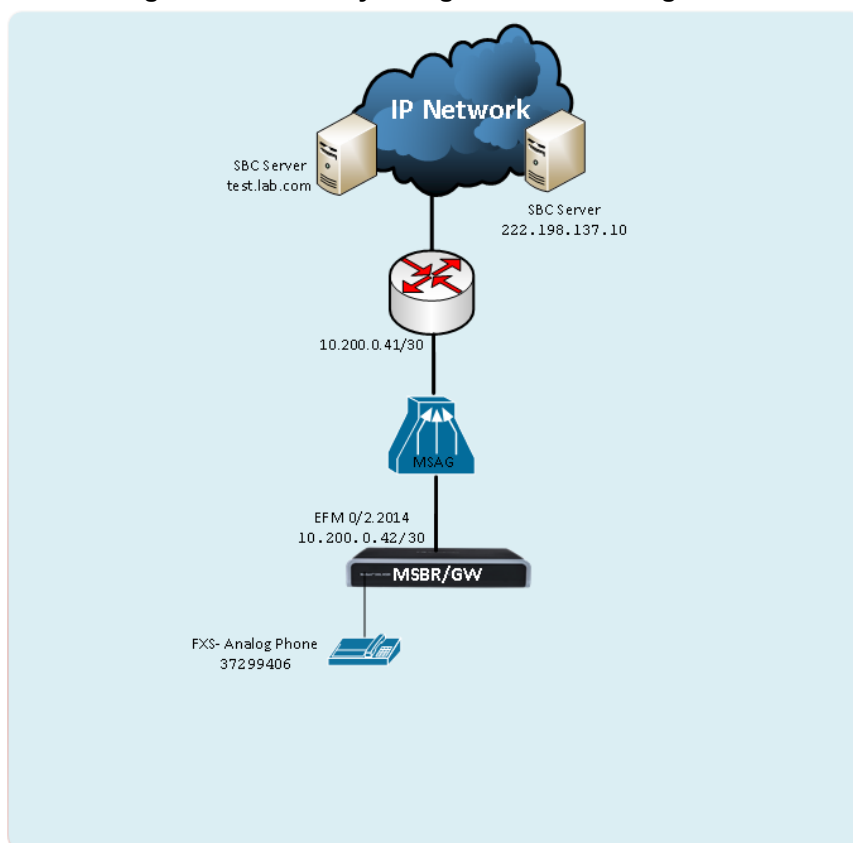 IP Network
SBC Server
test.lab.com
SBC Server
222.198.137.10
10.200.0.41/30
MSAG
EFM 0/2.2014
10.200.0.42/30
MSBR/GW
FXS- Analog Phone
37299406